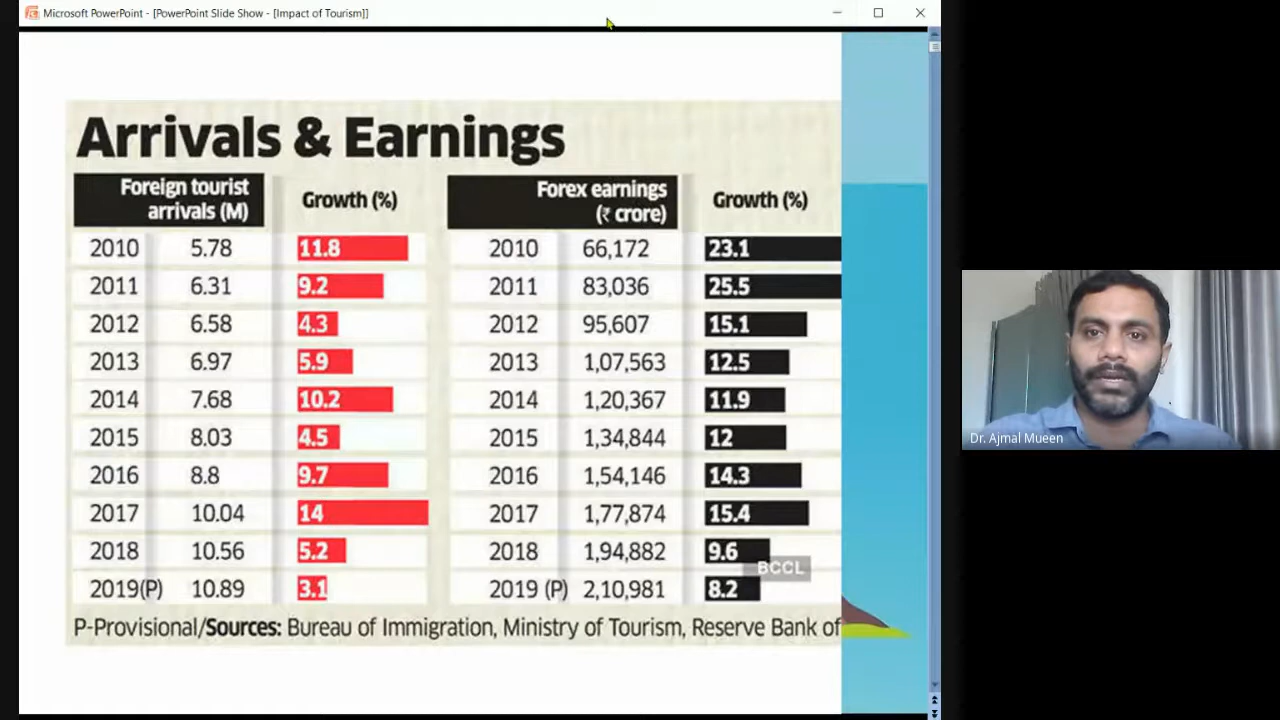 Microsoft PowerPoint - [PowerPoint Slide Show - [Impact of Tourism]]
Arrivals & Earnings
Foreign tourist
arrivals (M)
Growth (%)
Forex earnings
(₹ crore)
Growth (%)
2010 5.78 11.8 2010 66,172 23.1
2011 6.31 9.2 2011 83,036 25.5
2012 6.58 4.3 2012 95,607 15.1
2013 6.97 5.9 2013 1,07,563 12.5
2014 7.68 10.2 2014 1,20,367 11.9
2015 8.03 4.5 2015 1,34,844 12
2016 8.8 9.7 2016 1,54,146 14.3
2017 10.04 14 2017 1,77,874 15.4
2018 10.56 5.2 2018 1,94,882 9.6
BCCL
2019(P) 10.89 3.1 2019 (P) 2,10,981 8.2
P-Provisional/Sources: Bureau of Immigration, Ministry of Tourism, Reserve Bank of
Dr. Ajmal Mueen